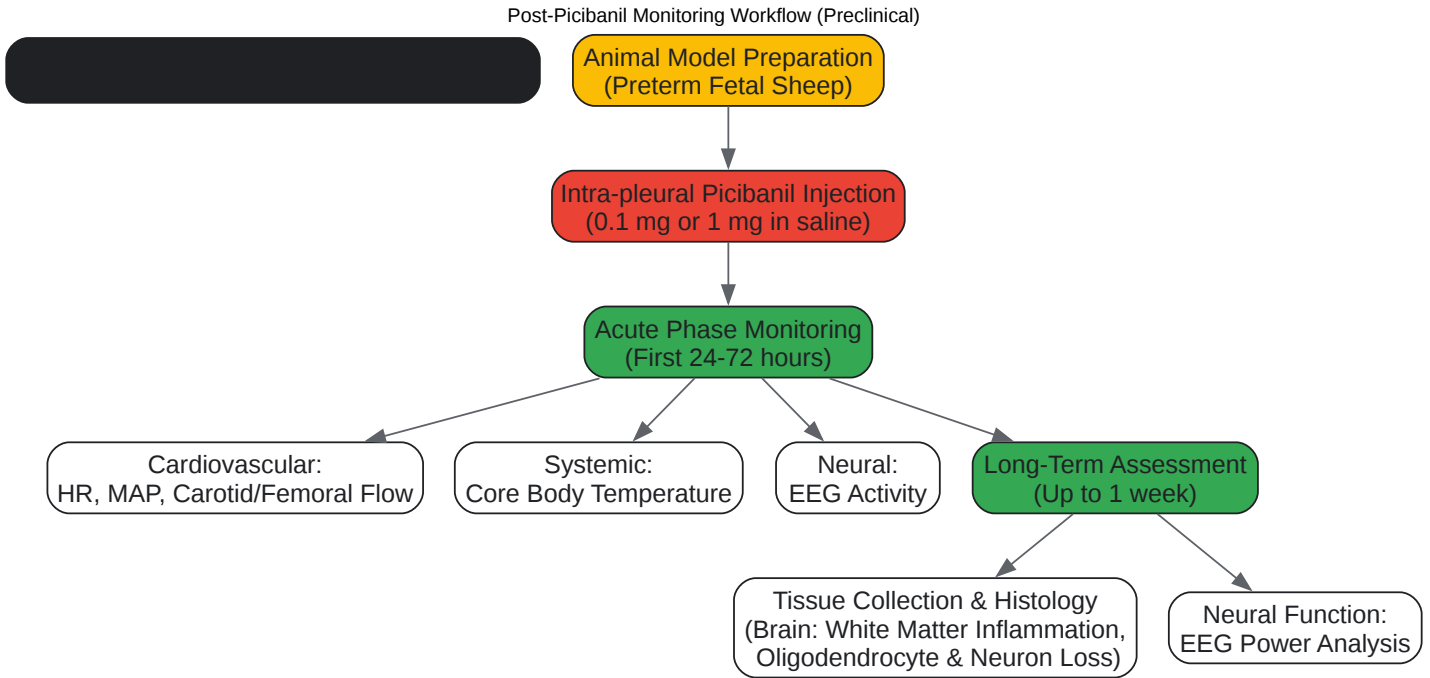 Post-Picibanil Monitoring Workflow (Preclinical)
Animal Model Preparation
(Preterm Fetal Sheep)
Intra-pleural Picibanil Injection
(0.1 mg or 1 mg in saline)
Acute Phase Monitoring
(First 24-72 hours)
Cardiovascular:
HR, MAP, Carotid/Femoral Flow
Systemic:
Core Body Temperature
Neural:
EEG Activity
Long-Term Assessment
(Up to 1 week)
Tissue Collection & Histology
(Brain: White Matter Inflammation,
Oligodendrocyte & Neuron Loss)
Neural Function:
EEG Power Analysis